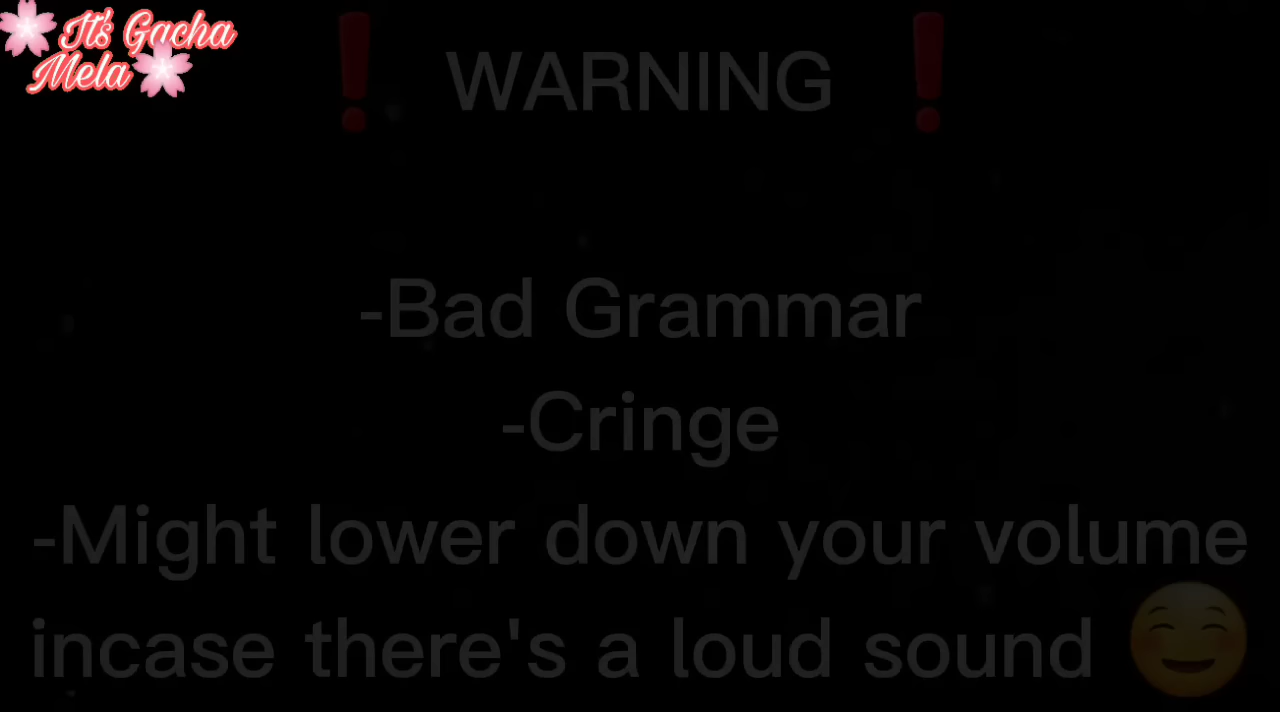 It's Gacha
Mela
❗ WARNING ❗
-Bad Grammar
-Cringe
-Might lower down your volume
incase there's a loud sound 😊